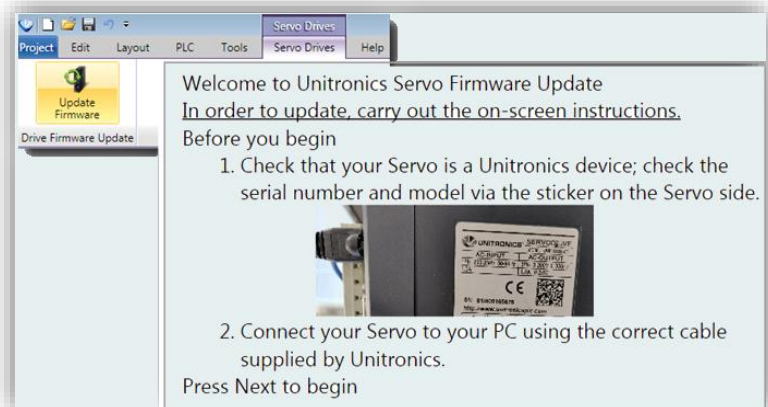 Servo Drives
Project Edit Layout PLC Tools Servo Drives Help
Update
Firmware
Drive Firmware Update
Welcome to Unitronics Servo Firmware Update
In order to update, carry out the on-screen instructions.
Before you begin
1. Check that your Servo is a Unitronics device; check the
serial number and model via the sticker on the Servo side.
UNITRONICS
AC-INPUT AC-OUTPUT
CE
2. Connect your Servo to your PC using the correct cable
supplied by Unitronics.
Press Next to begin